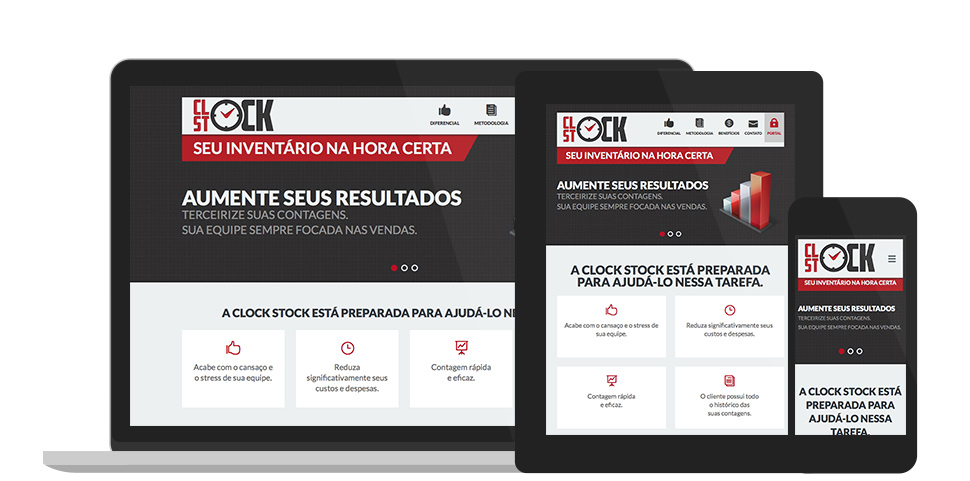 CL
ST OCK
DIFERENCIAL
METODOLOGIA
SEU INVENTÁRIO NA HORA CERTA
AUMENTE SEUS RESULTADOS
TERCEIRIZE SUAS CONTAGENS.
SUA EQUIPE SEMPRE FOCADA NAS VENDAS.
A CLOCK STOCK ESTÁ PREPARADA PARA AJUDÁ-LO NE
Acabe com o cansaço e
o stress de sua equipe.
Reduza
significativamente seus
custos e despesas.
Contagem rápida
e eficaz.
CL
ST OCK
DIFERENCIAL
METODOLOGIA
BENEFÍCIOS
CONTATO
PORTAL
SEU INVENTÁRIO NA HORA CERTA
AUMENTE SEUS RESULTADOS
TERCEIRIZE SUAS CONTAGENS.
SUA EQUIPE SEMPRE FOCADA NAS VENDAS.
A CLOCK STOCK ESTÁ PREPARADA
PARA AJUDÁ-LO NESSA TAREFA.
Acabe com o cansaço e o stress de
sua equipe.
Reduza significativamente seus
custos e despesas.
Contagem rápida
e eficaz.
O cliente possui todo
o histórico das
suas contagens.
CL
ST OCK
SEU INVENTÁRIO NA HORA CERTA
AUMENTE SEUS RESULTADOS
TERCEIRIZE SUAS CONTAGENS.
SUA EQUIPE SEMPRE FOCADA NAS VENDAS.
A CLOCK STOCK ESTÁ
PREPARADA PARA
AJUDÁ-LO NESSA
TAREFA.